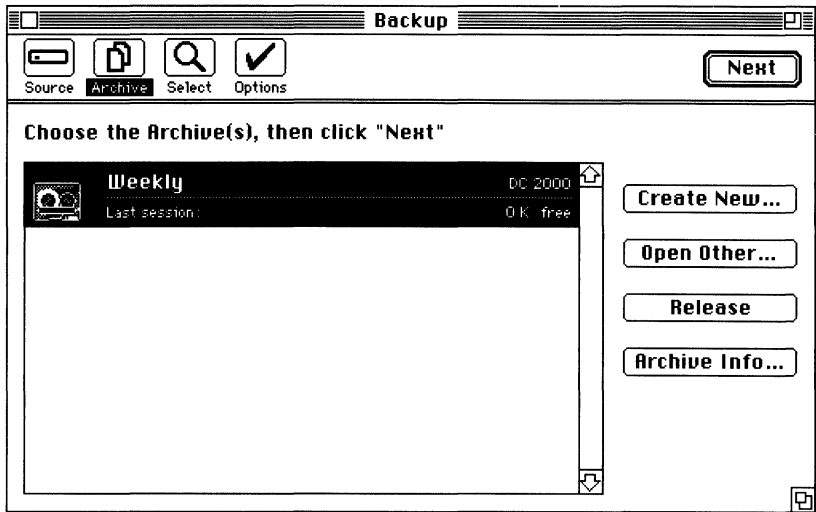 Backup
Source Archive Select Options
Next
Choose the Archive(s), then click "Next"
Weekly DC 2000
Last session: 0 K free
Create New...
Open Other...
Release
Archive Info...